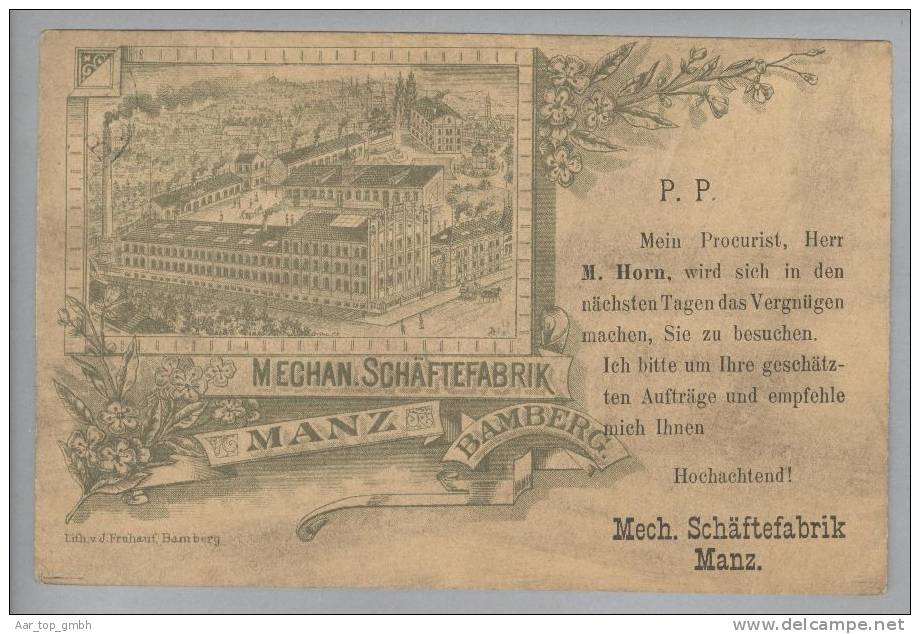 MECHAN. SCHÄFTEFABRIK
MANZ
BAMBERG.
Lith. v. J. Fruhauf, Bamberg
P. P.
Mein Procurist, Herr
M. Horn, wird sich in den
nächsten Tagen das Vergnügen
machen, Sie zu besuchen.
Ich bitte um Ihre geschätz-
ten Aufträge und empfehle
mich Ihnen
Hochachtend!
Mech. Schäftefabrik
Manz.
Aar_top_gmbh
www.delcampe.net